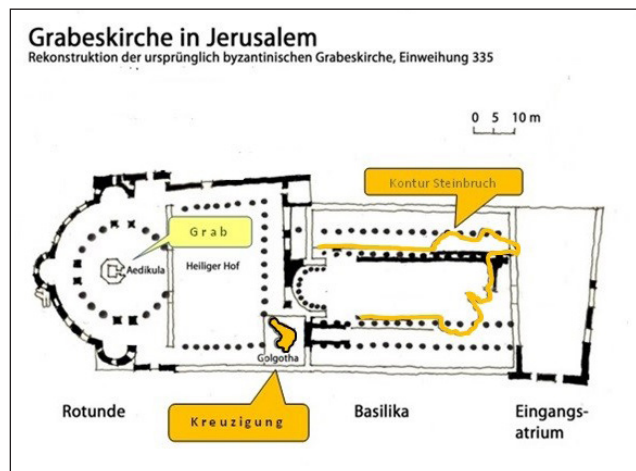 Grabeskirche in Jerusalem
Rekonstruktion der ursprünglich byzantinischen Grabeskirche, Einweihung 335
0 5 10 m
Kontur Steinbruch
Grab
Aedikula
Heiliger Hof
Golgotha
Rotunde
Kreuzigung
Basilika
Eingangs-
atrium